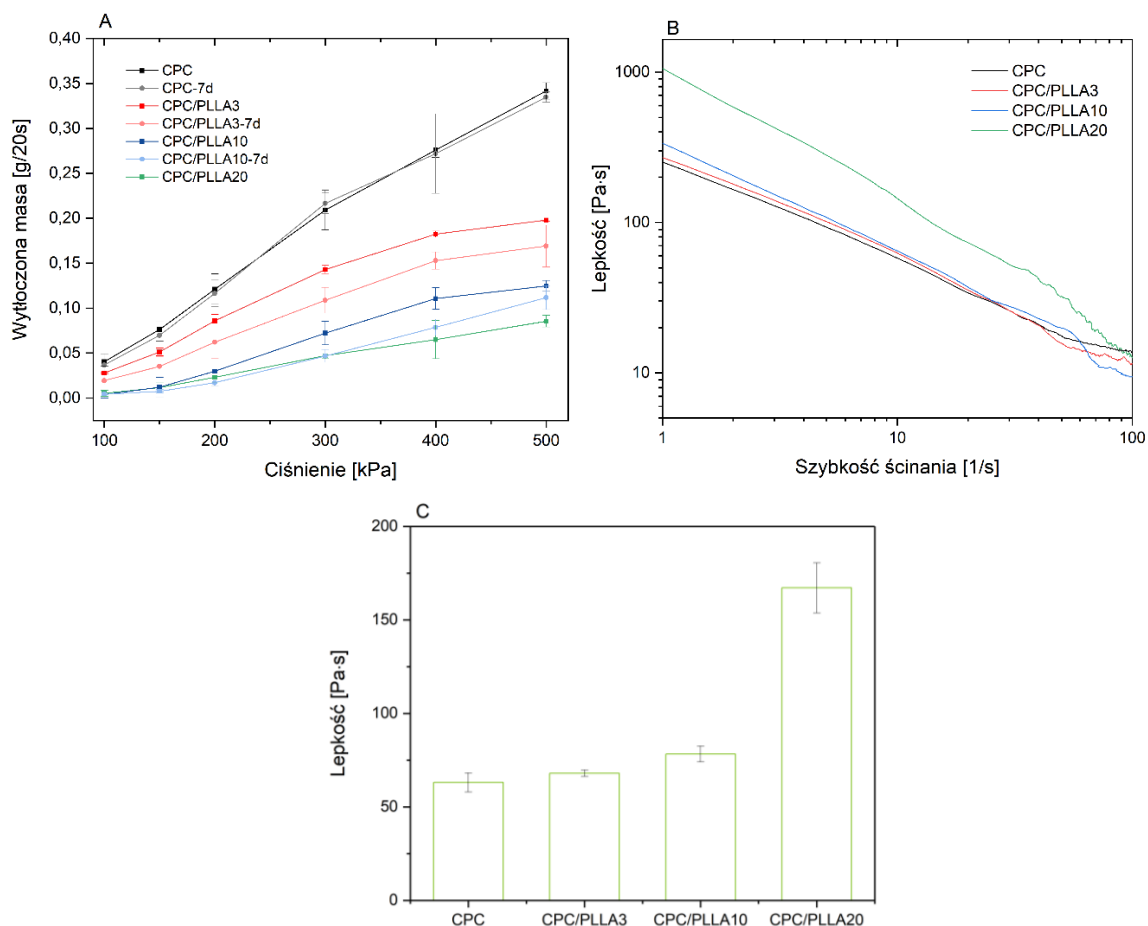 A
Wytłoczona masa [g/20s]
0,40
0,35
0,30
0,25
0,20
0,15
0,10
0,05
0,00
CPC
CPC-7d
CPC/PLLA3
CPC/PLLA3-7d
CPC/PLLA10
CPC/PLLA10-7d
CPC/PLLA20
100 200 300 400 500
Ciśnienie [kPa]
B
Lepkość [Pa·s]
1000
100
10
CPC
CPC/PLLA3
CPC/PLLA10
CPC/PLLA20
1 10 100
Szybkość ścinania [1/s]
C
Lepkość [Pa·s]
200
150
100
50
0
CPC CPC/PLLA3 CPC/PLLA10 CPC/PLLA20